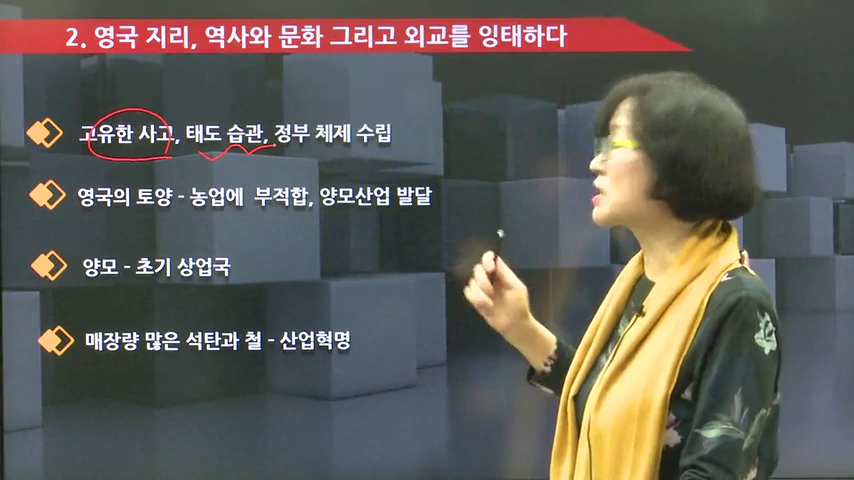 2. 영국 지리, 역사와 문화 그리고 외교를 잉태하다
고유한 사고, 태도 습관, 정부 체제 수립
영국의 토양 - 농업에 부적합, 양모산업 발달
양모 - 초기 상업국
매장량 많은 석탄과 철 - 산업혁명